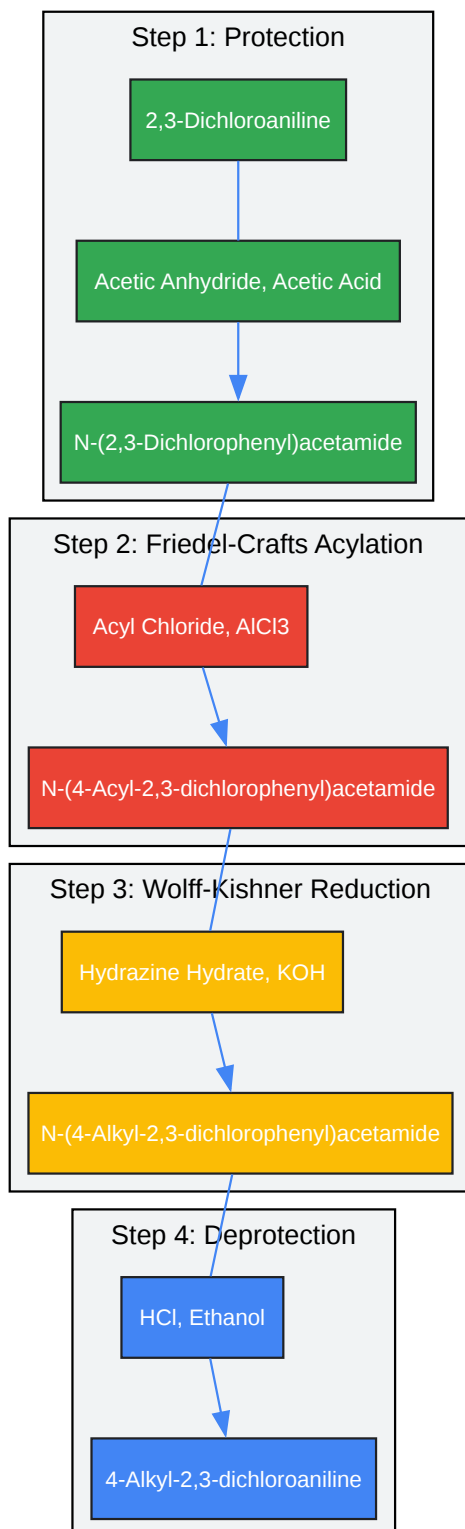 Step 1: Protection
2,3-Dichloroaniline
Acetic Anhydride, Acetic Acid
N-(2,3-Dichlorophenyl)acetamide
Step 2: Friedel-Crafts Acylation
Acyl Chloride, AlCl3
N-(4-Acyl-2,3-dichlorophenyl)acetamide
Step 3: Wolff-Kishner Reduction
Hydrazine Hydrate, KOH
N-(4-Alkyl-2,3-dichlorophenyl)acetamide
Step 4: Deprotection
HCl, Ethanol
4-Alkyl-2,3-dichloroaniline